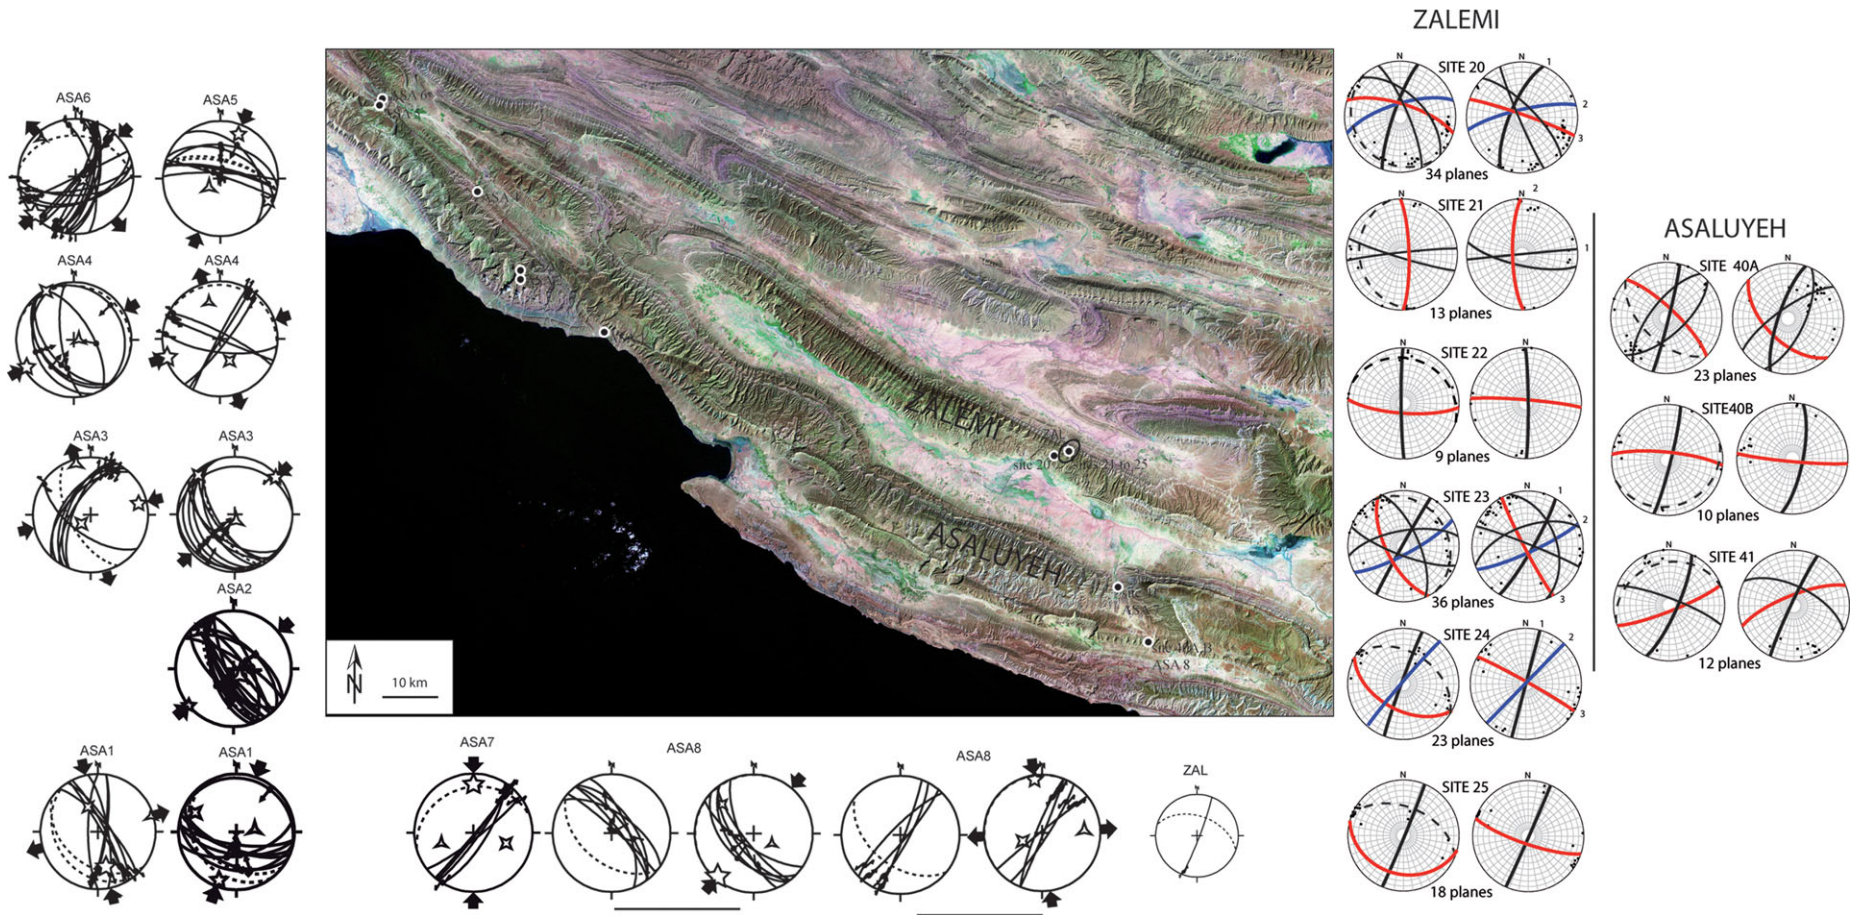 ZALEMI
ASA6
ASA5
N
SITE 20
N
1
2
3
34 planes
ASA4
ASA4
N
SITE 21
N
2
1
13 planes
ASALUYEH
N
SITE 40A
N
23 planes
N
SITE 22
N
9 planes
ZALEMI
site 20
N
SITE40B
N
10 planes
ASA3
ASA3
N
SITE 23
N
1
2
3
36 planes
ASALUYEH
N
SITE 41
N
12 planes
ASA2
N
SITE 24
N
1
2
3
23 planes
ASA 8
N
10 km
ASA1
ASA1
ASA7
ASA8
ASA8
ZAL
N
SITE 25
N
18 planes